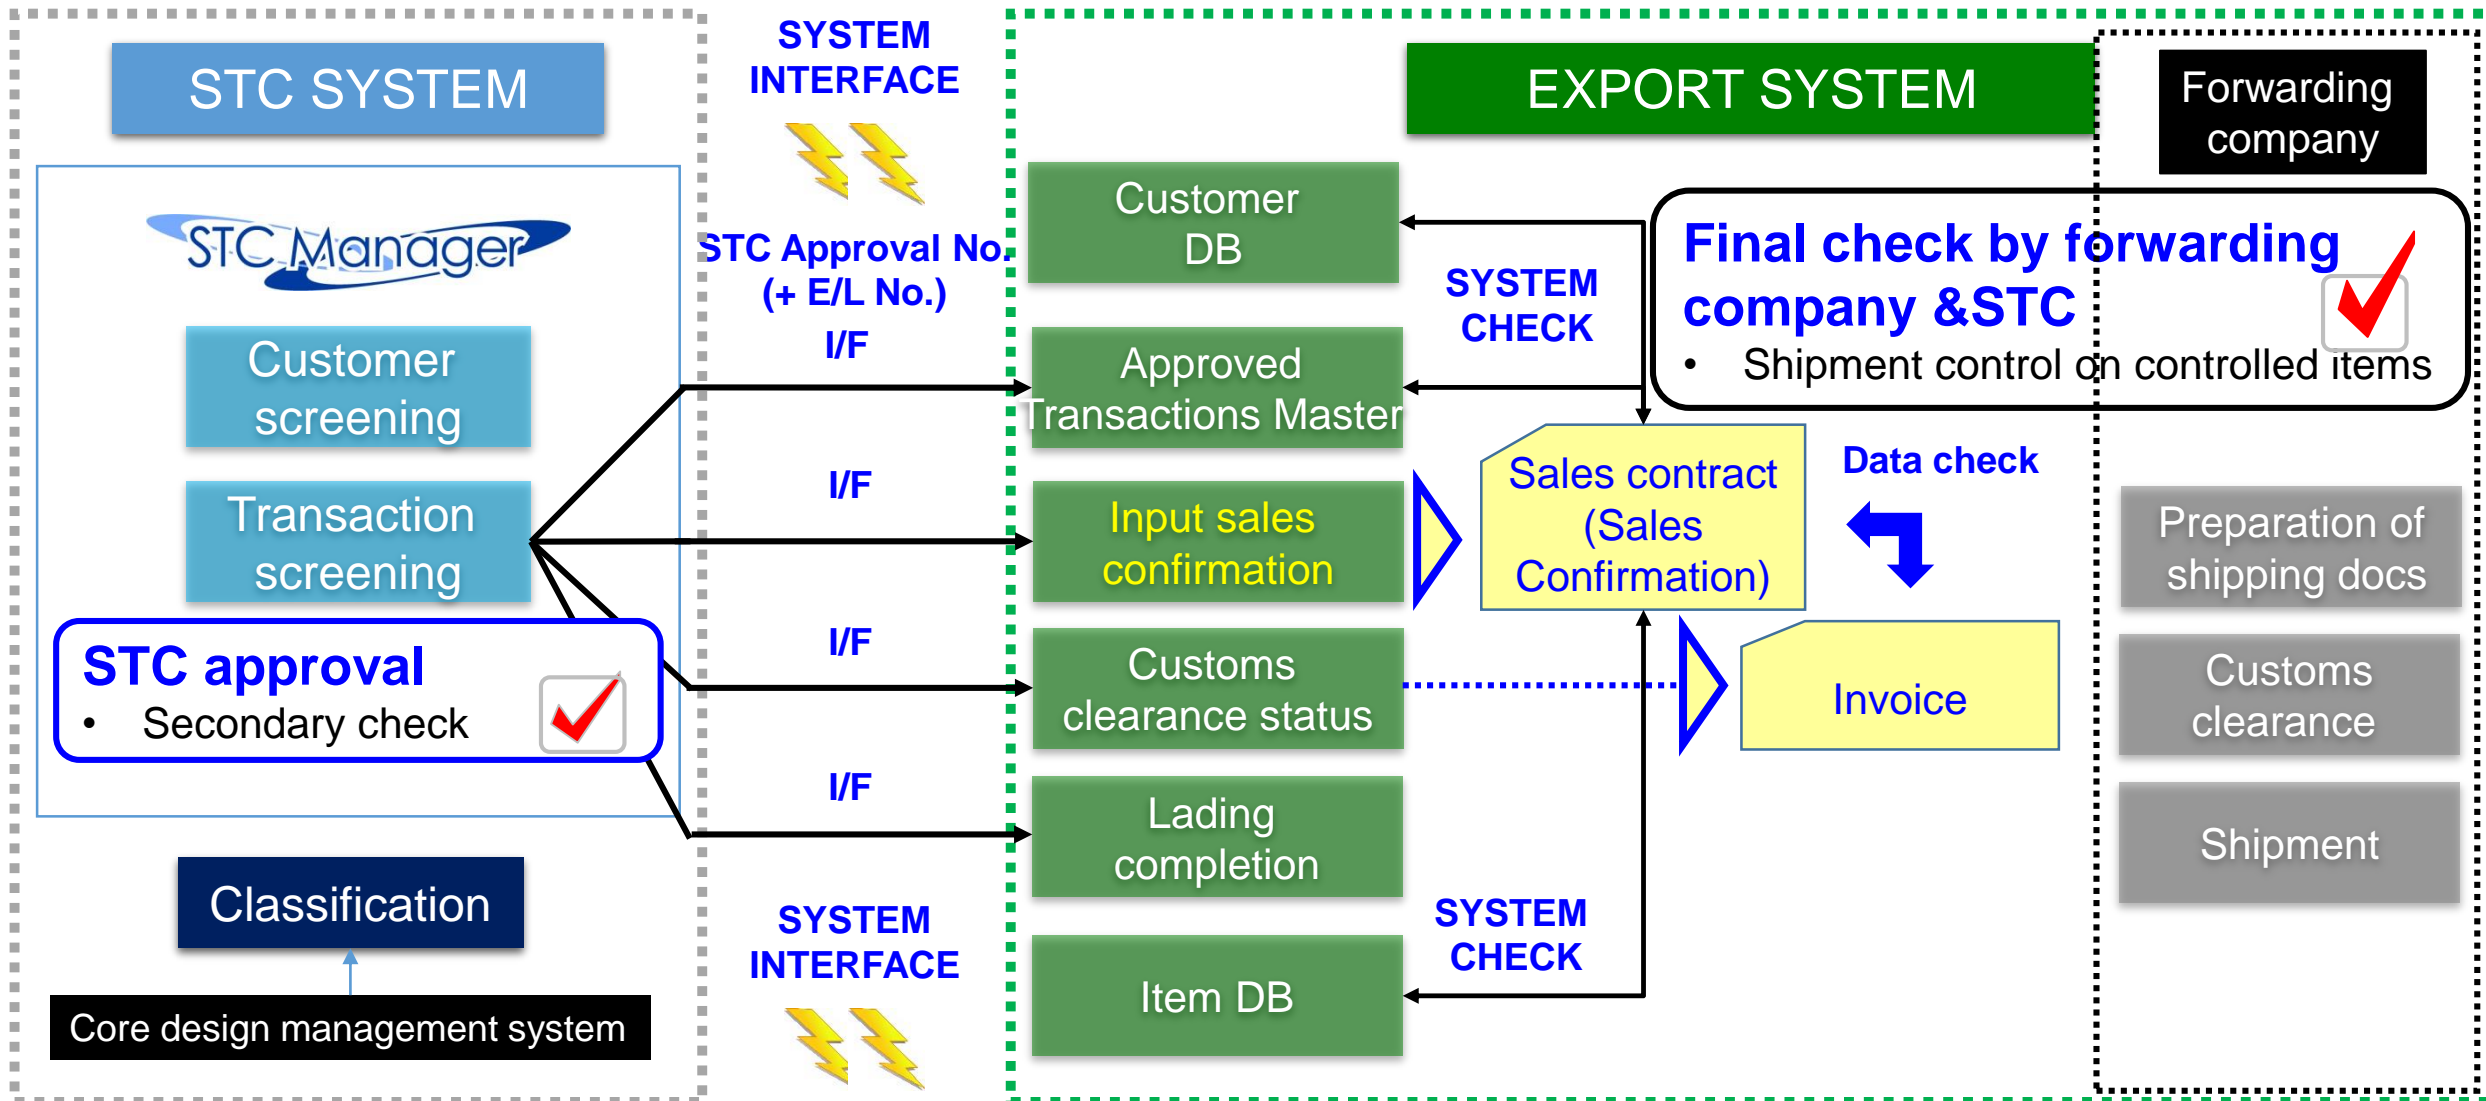 STC SYSTEM
STC Manager
Customer
screening
Transaction
screening
STC approval
• Secondary check
Classification
Core design management system
SYSTEM
INTERFACE
STC Approval No.
(+ E/L No.)
I/F
I/F
I/F
I/F
SYSTEM
INTERFACE
EXPORT SYSTEM
Customer
DB
Approved
Transactions Master
Input sales
confirmation
Customs
clearance status
Lading
completion
Item DB
SYSTEM
CHECK
Sales contract
(Sales
Confirmation)
Data check
Invoice
SYSTEM
CHECK
Forwarding
company
Final check by forwarding
company &STC
• Shipment control on controlled items
Preparation of
shipping docs
Customs
clearance
Shipment